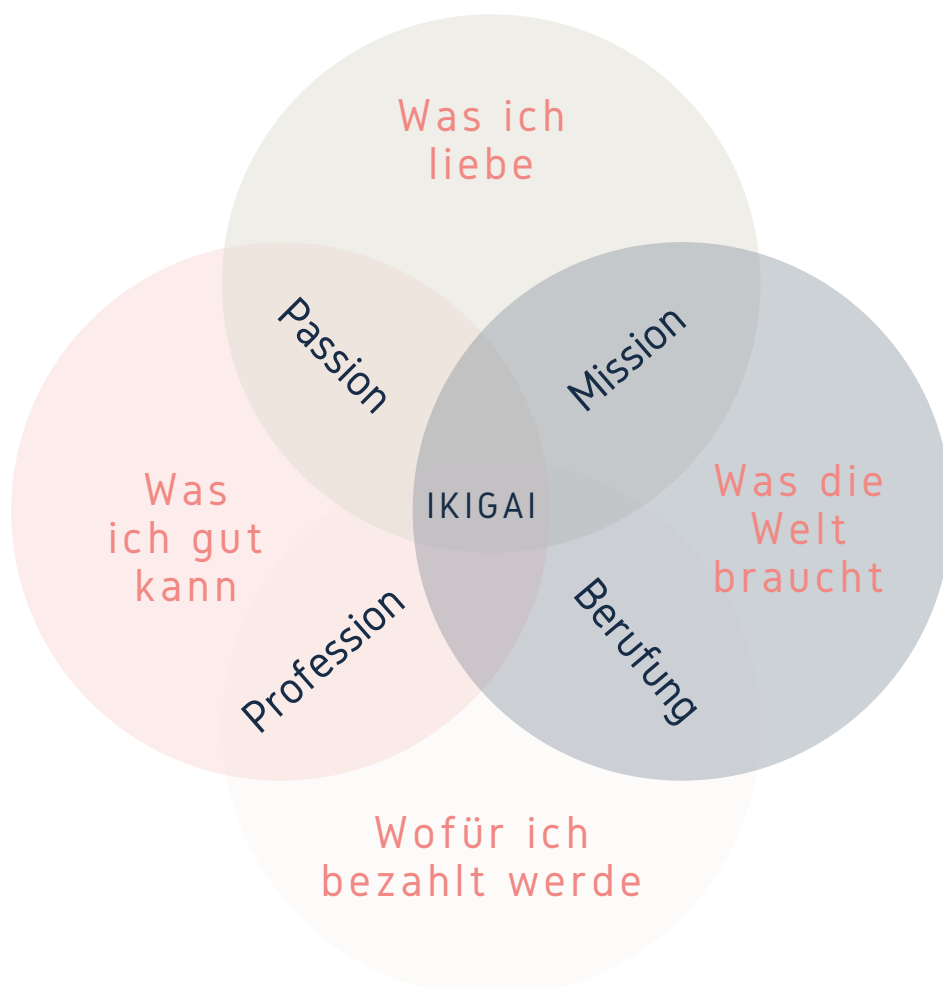 Was ich
liebe
Passion
Mission
Was
ich gut
kann
IKIGAI
Was die
Welt
braucht
Profession
Berufung
Wofür ich
bezahlt werde